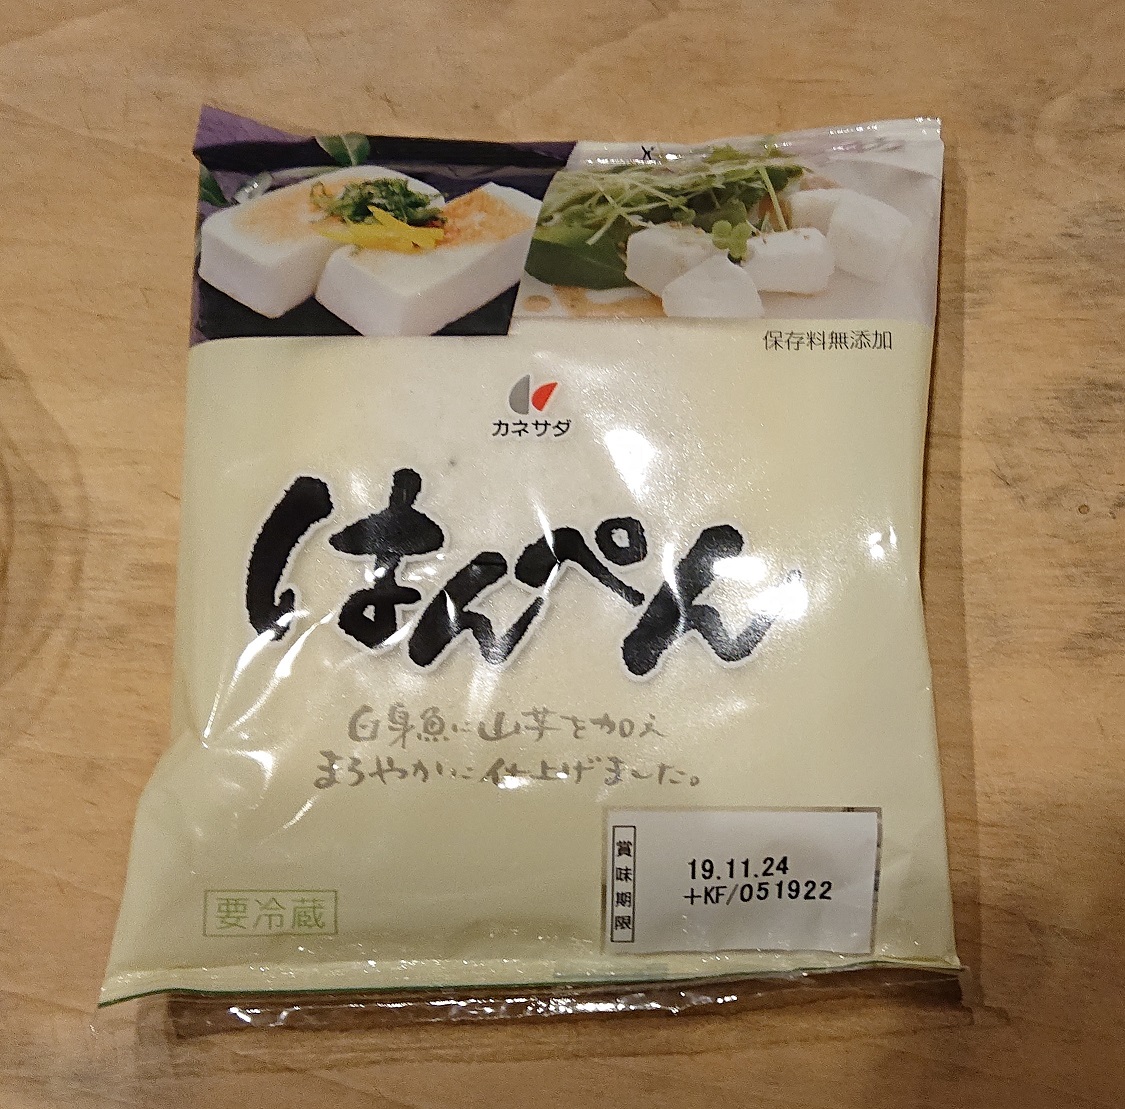 保存料無添加
カネサダ
はんぺん
白身魚に山芋を加え
まろやかに仕上げました。
賞味期限
19.11.24
+KF/051922
要冷蔵